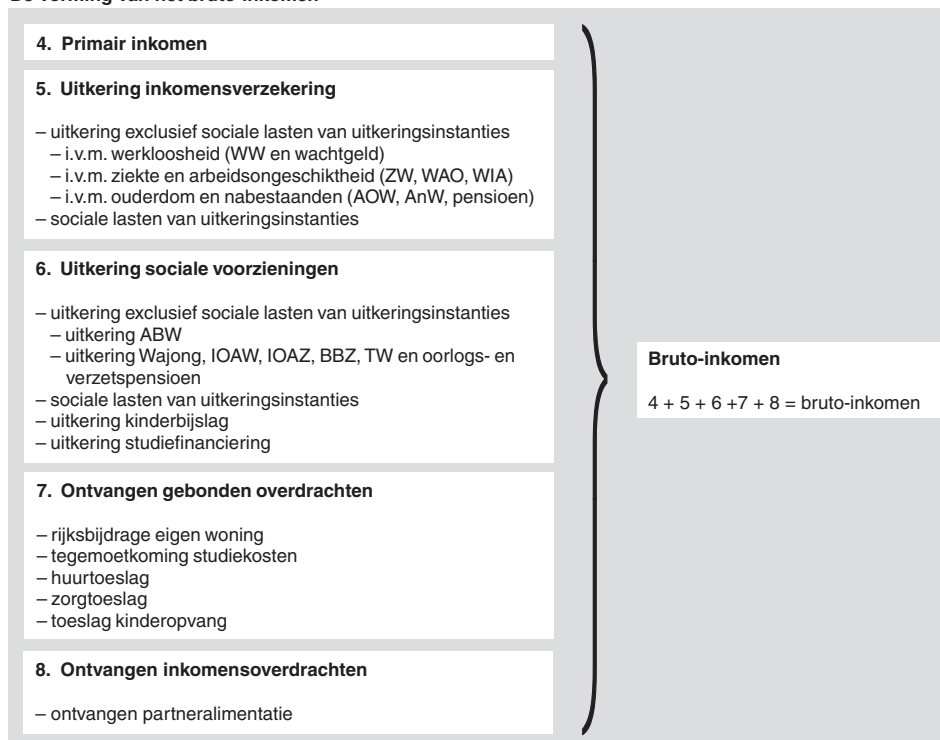 4. Primair inkomen
5. Uitkering inkomensverzekering
– uitkering exclusief sociale lasten van uitkeringsinstanties
– i.v.m. werkloosheid (WW en wachtgeld)
– i.v.m. ziekte en arbeidsongeschiktheid (ZW, WAO, WIA)
– i.v.m. ouderdom en nabestaanden (AOW, AnW, pensioen)
– sociale lasten van uitkeringsinstanties
6. Uitkering sociale voorzieningen
– uitkering exclusief sociale lasten van uitkeringsinstanties
– uitkering ABW
– uitkering Wajong, IOAW, IOAZ, BBZ, TW en oorlogs- en
verzetspensioen
– sociale lasten van uitkeringsinstanties
– uitkering kinderbijslag
– uitkering studiefinanciering
7. Ontvangen gebonden overdrachten
– rijksbijdrage eigen woning
– tegemoetkoming studiekosten
– huurtoeslag
– zorgtoeslag
– toeslag kinderopvang
8. Ontvangen inkomensoverdrachten
– ontvangen partneralimentatie
Bruto-inkomen
4 + 5 + 6 +7 + 8 = bruto-inkomen